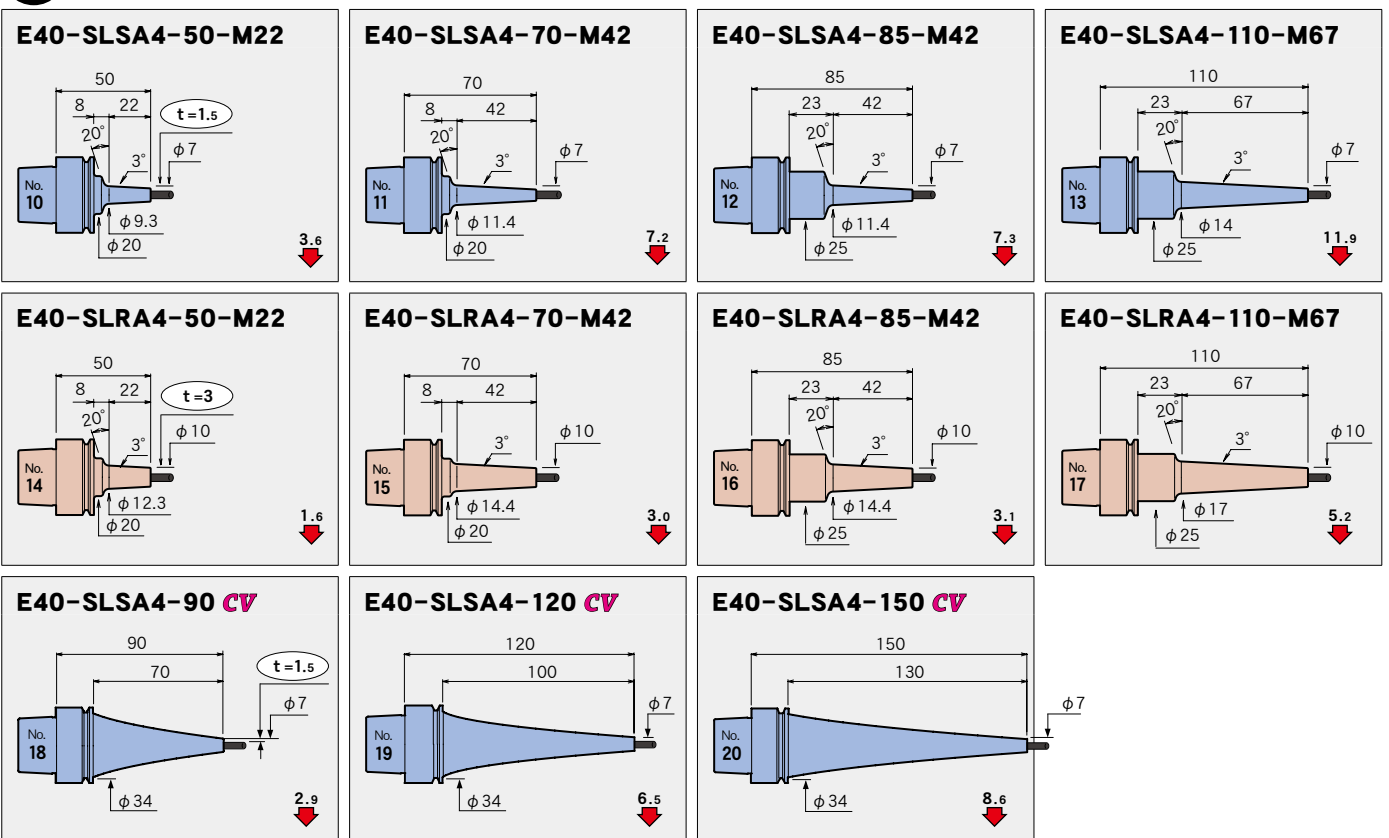 E40-SLSA4-50-M22
50
8 22
t=1.5
20°
φ7
3°
No.
10
φ9.3
φ20
3.6
E40-SLSA4-70-M42
70
8 42
20°
φ7
3°
No.
11
φ11.4
φ20
7.2
E40-SLSA4-85-M42
85
23 42
20°
φ7
3°
No.
12
φ11.4
φ25
7.3
E40-SLSA4-110-M67
110
23 67
20°
φ7
3°
No.
13
φ14
φ25
11.9
E40-SLRA4-50-M22
50
8 22
t=3
20°
φ10
3°
No.
14
φ12.3
φ20
1.6
E40-SLRA4-70-M42
70
8 42
φ10
3°
No.
15
φ14.4
φ20
3.0
E40-SLRA4-85-M42
85
23 42
20°
φ10
3°
No.
16
φ14.4
φ25
3.1
E40-SLRA4-110-M67
110
23 67
20°
φ10
3°
No.
17
φ17
φ25
5.2
E40-SLSA4-90 CV
90
70
t=1.5
φ7
No.
18
φ34
2.9
E40-SLSA4-120 CV
120
100
φ7
No.
19
φ34
6.5
E40-SLSA4-150 CV
150
130
φ7
No.
20
φ34
8.6